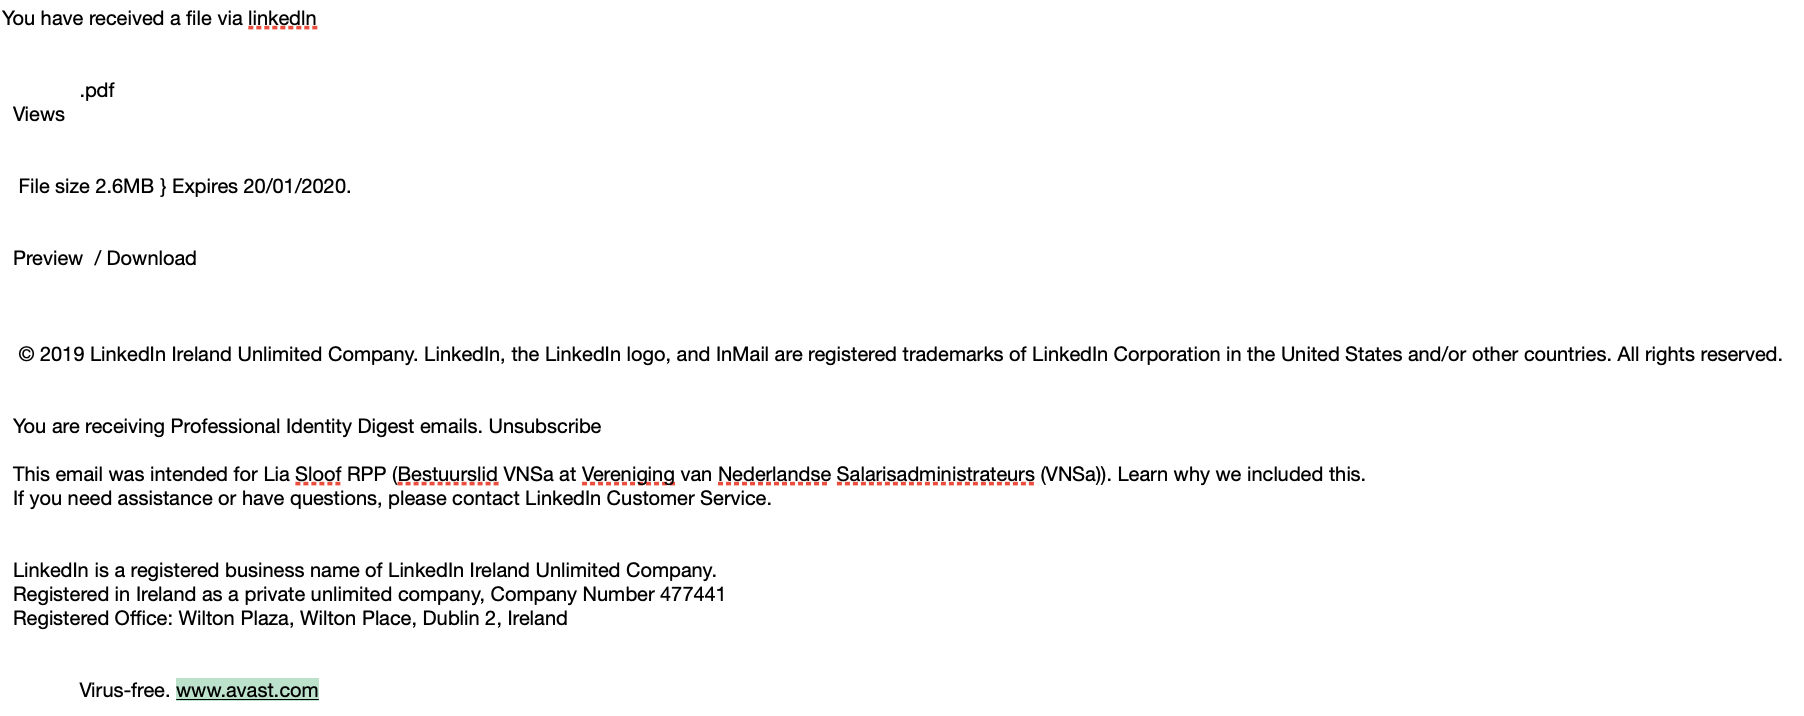 You have received a file via linkedln
.pdf
Views
File size 2.6MB } Expires 20/01/2020.
Preview / Download
© 2019 LinkedIn Ireland Unlimited Company. LinkedIn, the LinkedIn logo, and InMail are registered trademarks of LinkedIn Corporation in the United States and/or other countries. All rights reserved.
You are receiving Professional Identity Digest emails. Unsubscribe
This email was intended for Lia Sloof RPP (Bestuurslid VNSa at Vereniging van Nederlandse Salarisadministrateurs (VNSa)). Learn why we included this.
If you need assistance or have questions, please contact LinkedIn Customer Service.
LinkedIn is a registered business name of LinkedIn Ireland Unlimited Company.
Registered in Ireland as a private unlimited company, Company Number 477441
Registered Office: Wilton Plaza, Wilton Place, Dublin 2, Ireland
Virus-free. www.avast.com